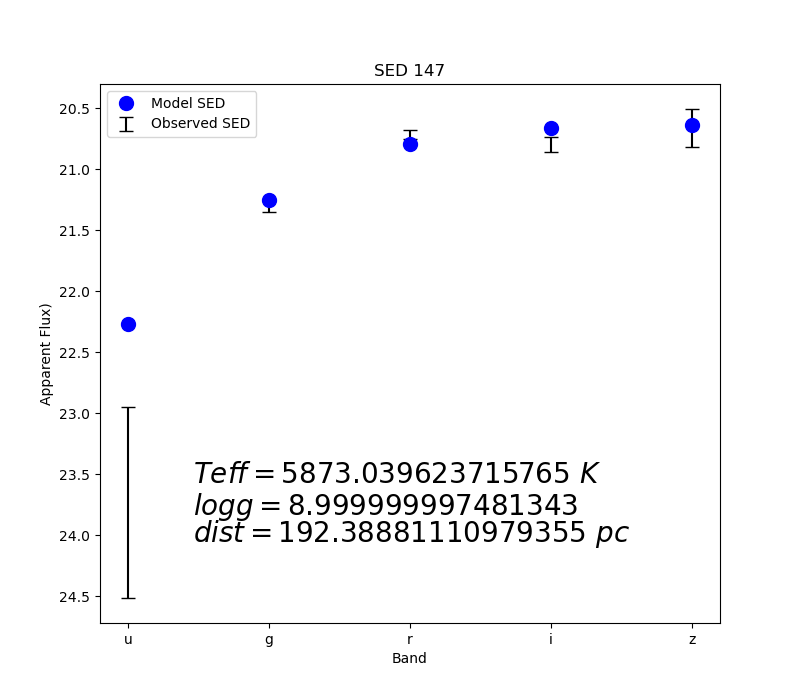 SED 147
Model SED
Observed SED
20.5
21.0
21.5
22.0
22.5
23.0
23.5
24.0
24.5
Apparent Flux)
Teff = 5873.039623715765 K
logg = 8.999999997481343
dist = 192.38881110979355 pc
u g r i z
Band